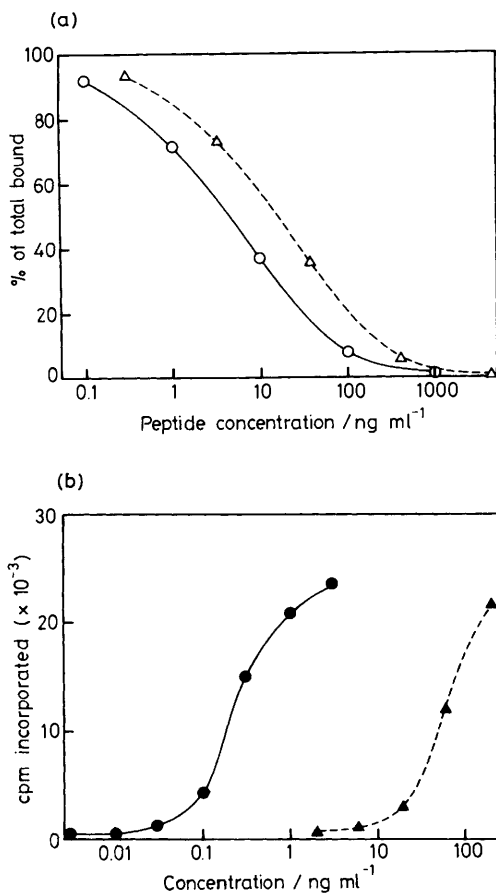 (a)
100
80
60
40
20
0
% of total bound
0.1 1 10 100 1000
Peptide concentration / ng ml⁻¹
(b)
30
20
10
0
cpm incorporated (× 10⁻³)
0.01 0.1 1 10 100
Concentration / ng ml⁻¹